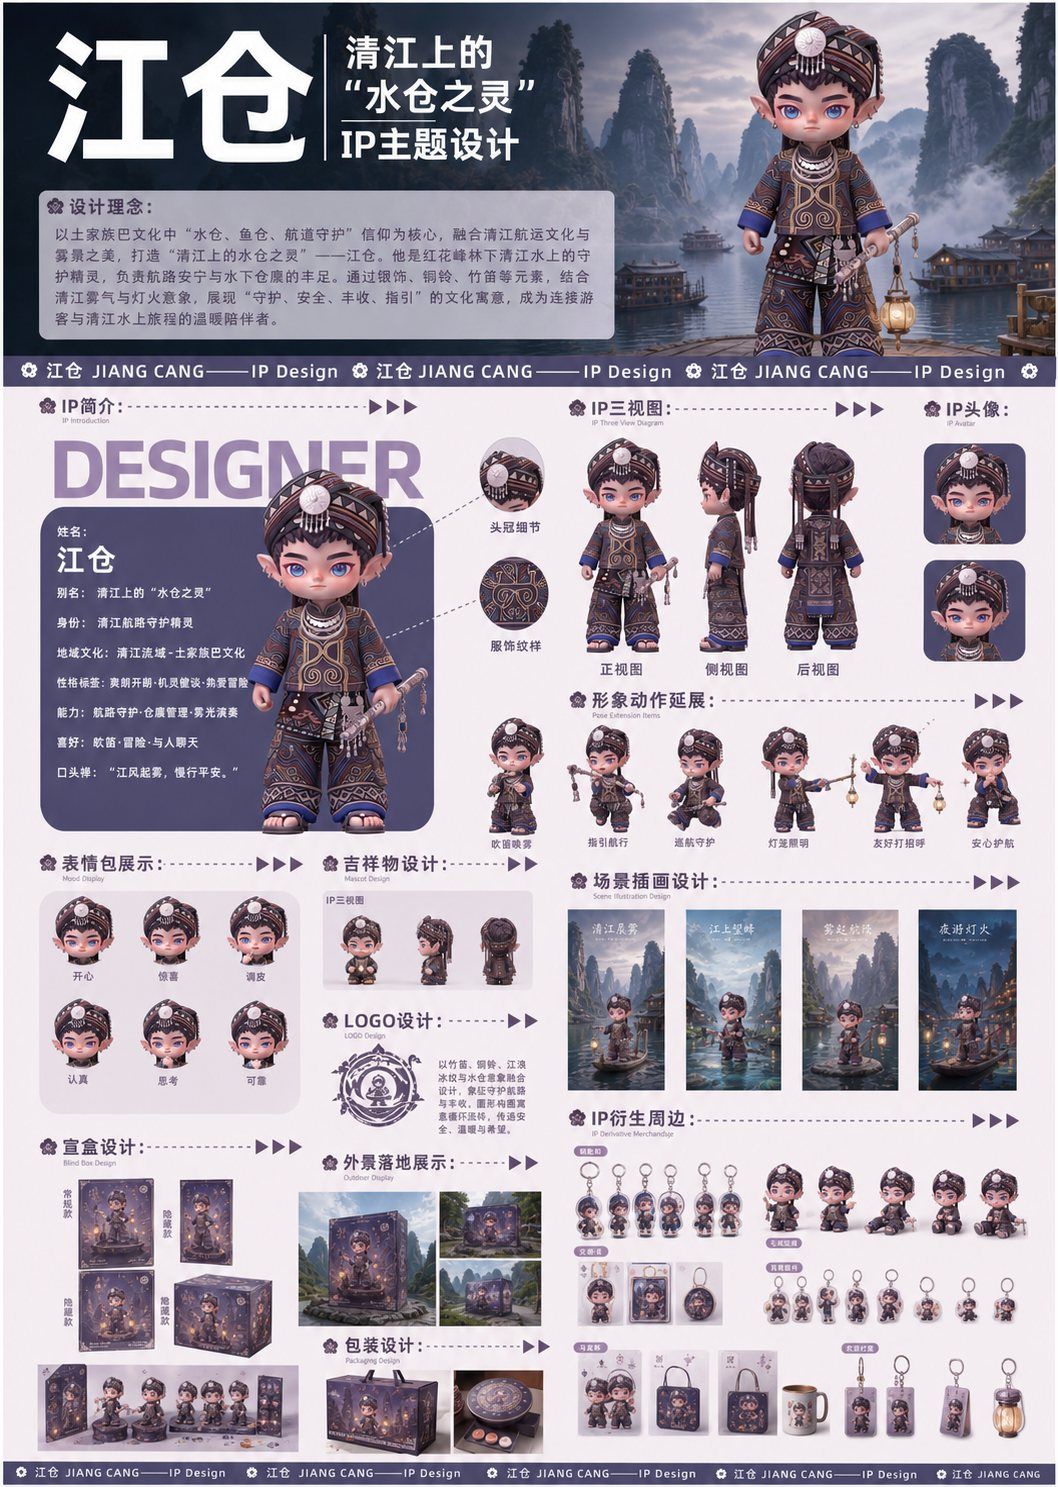 江仓
清江上的
“水仓之灵”
IP主题设计
设计理念：
以土家族巴文化中“水仓、鱼仓、航道守护”信仰为核心，融合清江航运文化与
雾景之美，打造“清江上的水仓之灵”——江仓。他是红花峰林下清江水上的守
护精灵，负责航路安宁与水下仓廪的丰足。通过银饰、铜铃、竹笛等元素，结合
清江雾气与灯火意象，展现“守护、安全、丰收、指引”的文化寓意，成为连接游
客与清江水上旅程的温暖陪伴者。
江仓 JIANG CANG——IP Design 江仓 JIANG CANG——IP Design 江仓 JIANG CANG——IP Design
IP简介：
IP Introduction
DESIGNER
姓名：
江仓
别名： 清江上的“水仓之灵”
身份： 清江航路守护精灵
地域文化：清江流域-土家族巴文化
性格标签：爽朗开朗·机灵健谈·热爱冒险
能力： 航路守护·仓廪管理·雾光演奏
喜好： 吹笛·冒险·与人聊天
口头禅： “江风起雾，慢行平安。”
头冠细节
服饰纹样
IP三视图：
IP Three View Diagram
正视图
侧视图
后视图
IP头像：
IP Avatar
形象动作延展：
Pose Extension Items
吹笛唤雾
指引航行
巡航守护
灯笼照明
友好打招呼
安心护航
表情包展示：
Mood Display
开心
惊喜
调皮
认真
思考
可靠
吉祥物设计：
Mascot Design
IP三视图
LOGO设计：
LOGO Design
以竹笛、铜铃、江浪
冰纹与水仓意象融合
设计，象征守护航路
与丰收，圆形构图寓
意循环流转，传递安
全、温暖与希望。
场景插画设计：
Scene Illustration Design
清江晨雾
江上望峰
夜游灯火
盲盒设计：
Blind Box Design
常规款
隐藏款
隐藏款
外景落地展示：
Outdoor Display
包装设计：
Packaging Design
IP衍生周边：
IP Derivative Merchandise
江仓 JIANG CANG——IP Design 江仓 JIANG CANG——IP Design 江仓 JIANG CANG——IP Design 江仓 JIANG CANG——IP Design 江仓 JIANG CANG